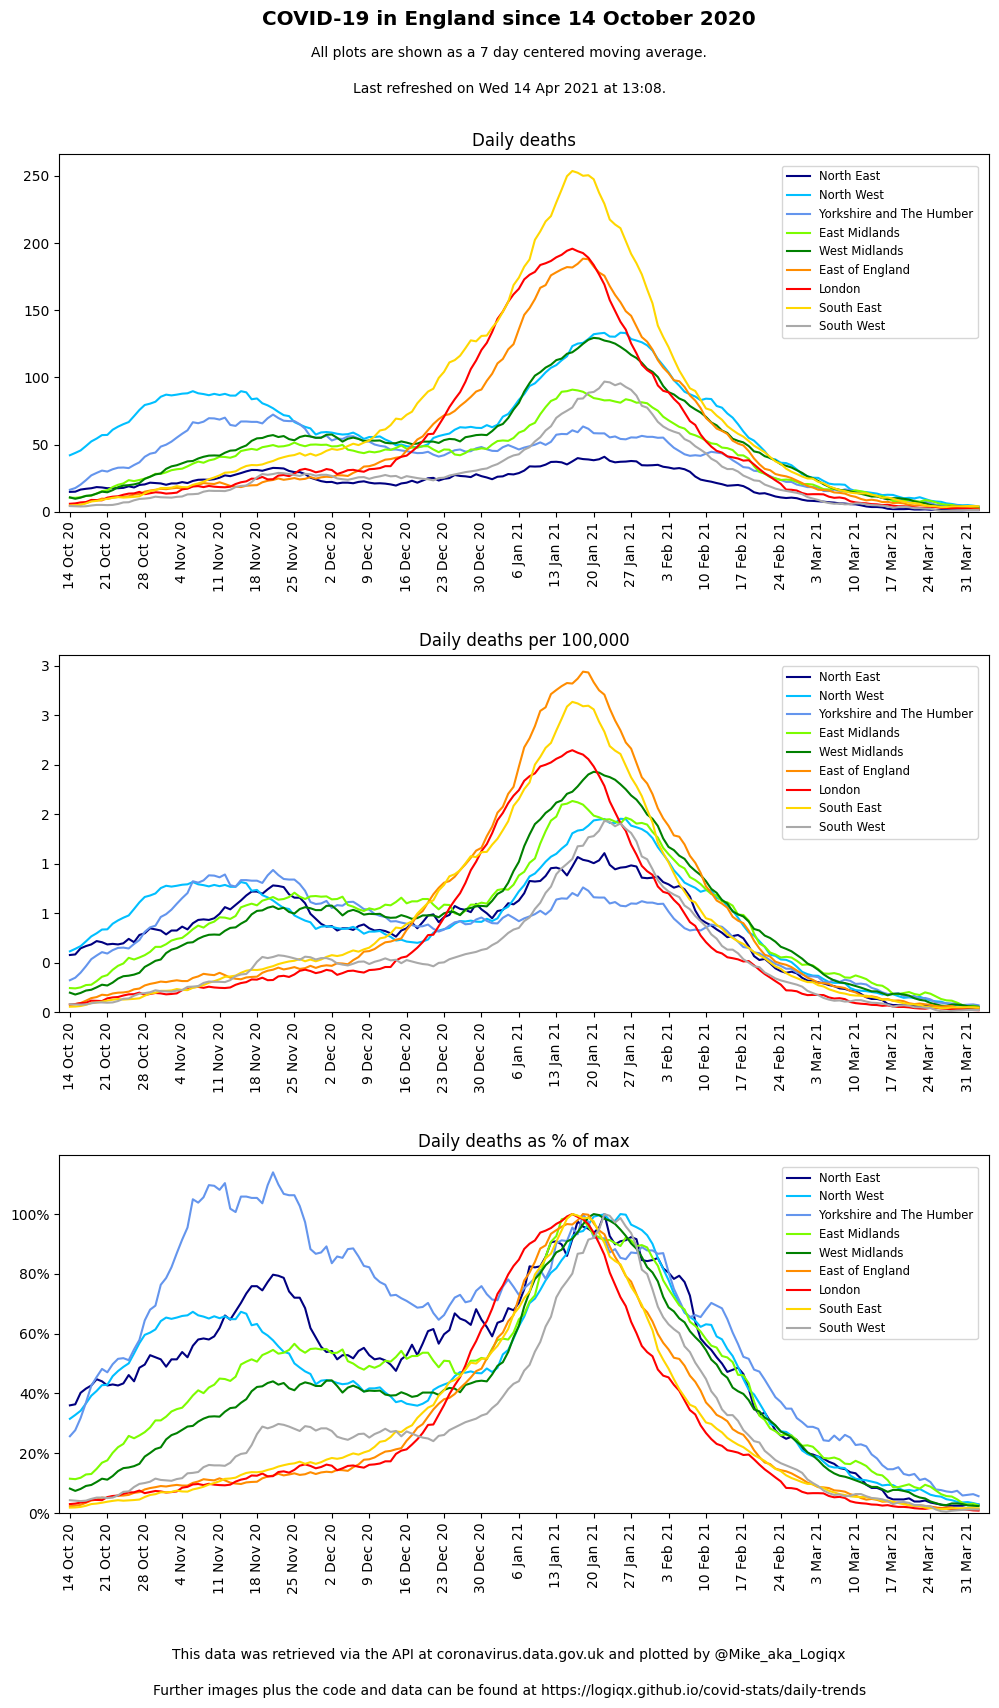 COVID-19 in England since 14 October 2020
All plots are shown as a 7 day centered moving average.
Last refreshed on Wed 14 Apr 2021 at 13:08.
Daily deaths
250
200
150
100
50
0
North East
North West
Yorkshire and The Humber
East Midlands
West Midlands
East of England
London
South East
South West
14 Oct 20
21 Oct 20
28 Oct 20
4 Nov 20
11 Nov 20
18 Nov 20
25 Nov 20
2 Dec 20
9 Dec 20
16 Dec 20
23 Dec 20
30 Dec 20
6 Jan 21
13 Jan 21
20 Jan 21
27 Jan 21
3 Feb 21
10 Feb 21
17 Feb 21
24 Feb 21
3 Mar 21
10 Mar 21
17 Mar 21
24 Mar 21
31 Mar 21
Daily deaths per 100,000
3
3
2
2
1
1
0
0
North East
North West
Yorkshire and The Humber
East Midlands
West Midlands
East of England
London
South East
South West
14 Oct 20
21 Oct 20
28 Oct 20
4 Nov 20
11 Nov 20
18 Nov 20
25 Nov 20
2 Dec 20
9 Dec 20
16 Dec 20
23 Dec 20
30 Dec 20
6 Jan 21
13 Jan 21
20 Jan 21
27 Jan 21
3 Feb 21
10 Feb 21
17 Feb 21
24 Feb 21
3 Mar 21
10 Mar 21
17 Mar 21
24 Mar 21
31 Mar 21
Daily deaths as % of max
100%
80%
60%
40%
20%
0%
North East
North West
Yorkshire and The Humber
East Midlands
West Midlands
East of England
London
South East
South West
14 Oct 20
21 Oct 20
28 Oct 20
4 Nov 20
11 Nov 20
18 Nov 20
25 Nov 20
2 Dec 20
9 Dec 20
16 Dec 20
23 Dec 20
30 Dec 20
6 Jan 21
13 Jan 21
20 Jan 21
27 Jan 21
3 Feb 21
10 Feb 21
17 Feb 21
24 Feb 21
3 Mar 21
10 Mar 21
17 Mar 21
24 Mar 21
31 Mar 21
This data was retrieved via the API at coronavirus.data.gov.uk and plotted by @Mike_aka_Logiqx
Further images plus the code and data can be found at https://logiqx.github.io/covid-stats/daily-trends